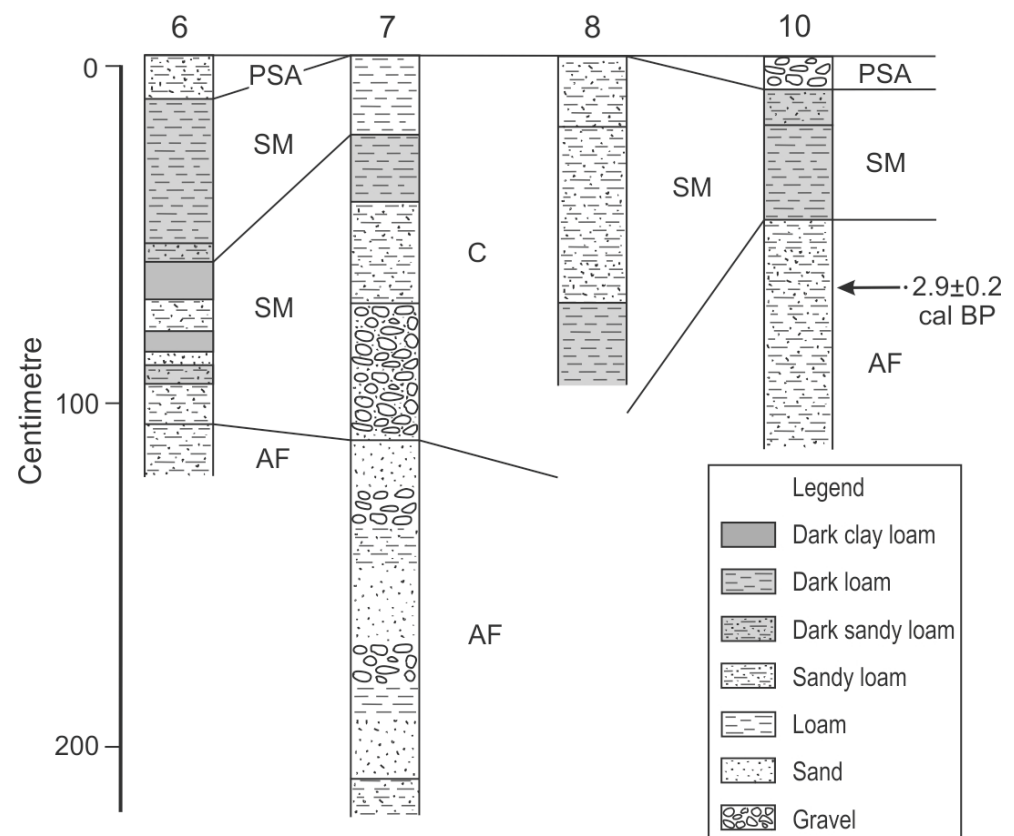 6 7 8 10
0
100
200
Centimetre
PSA
SM
SM
AF
C
AF
SM
PSA
SM
2.9±0.2
cal BP
AF
Legend
Dark clay loam
Dark loam
Dark sandy loam
Sandy loam
Loam
Sand
Gravel